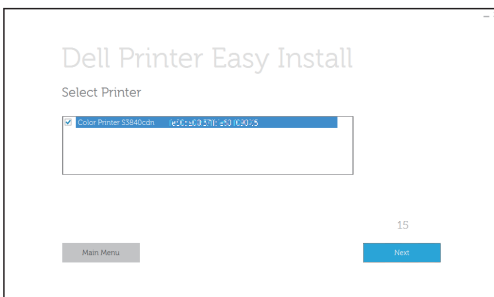 Dell Printer Easy Install
Select Printer
Color Printer S3840cdn
15
Main Menu
Next